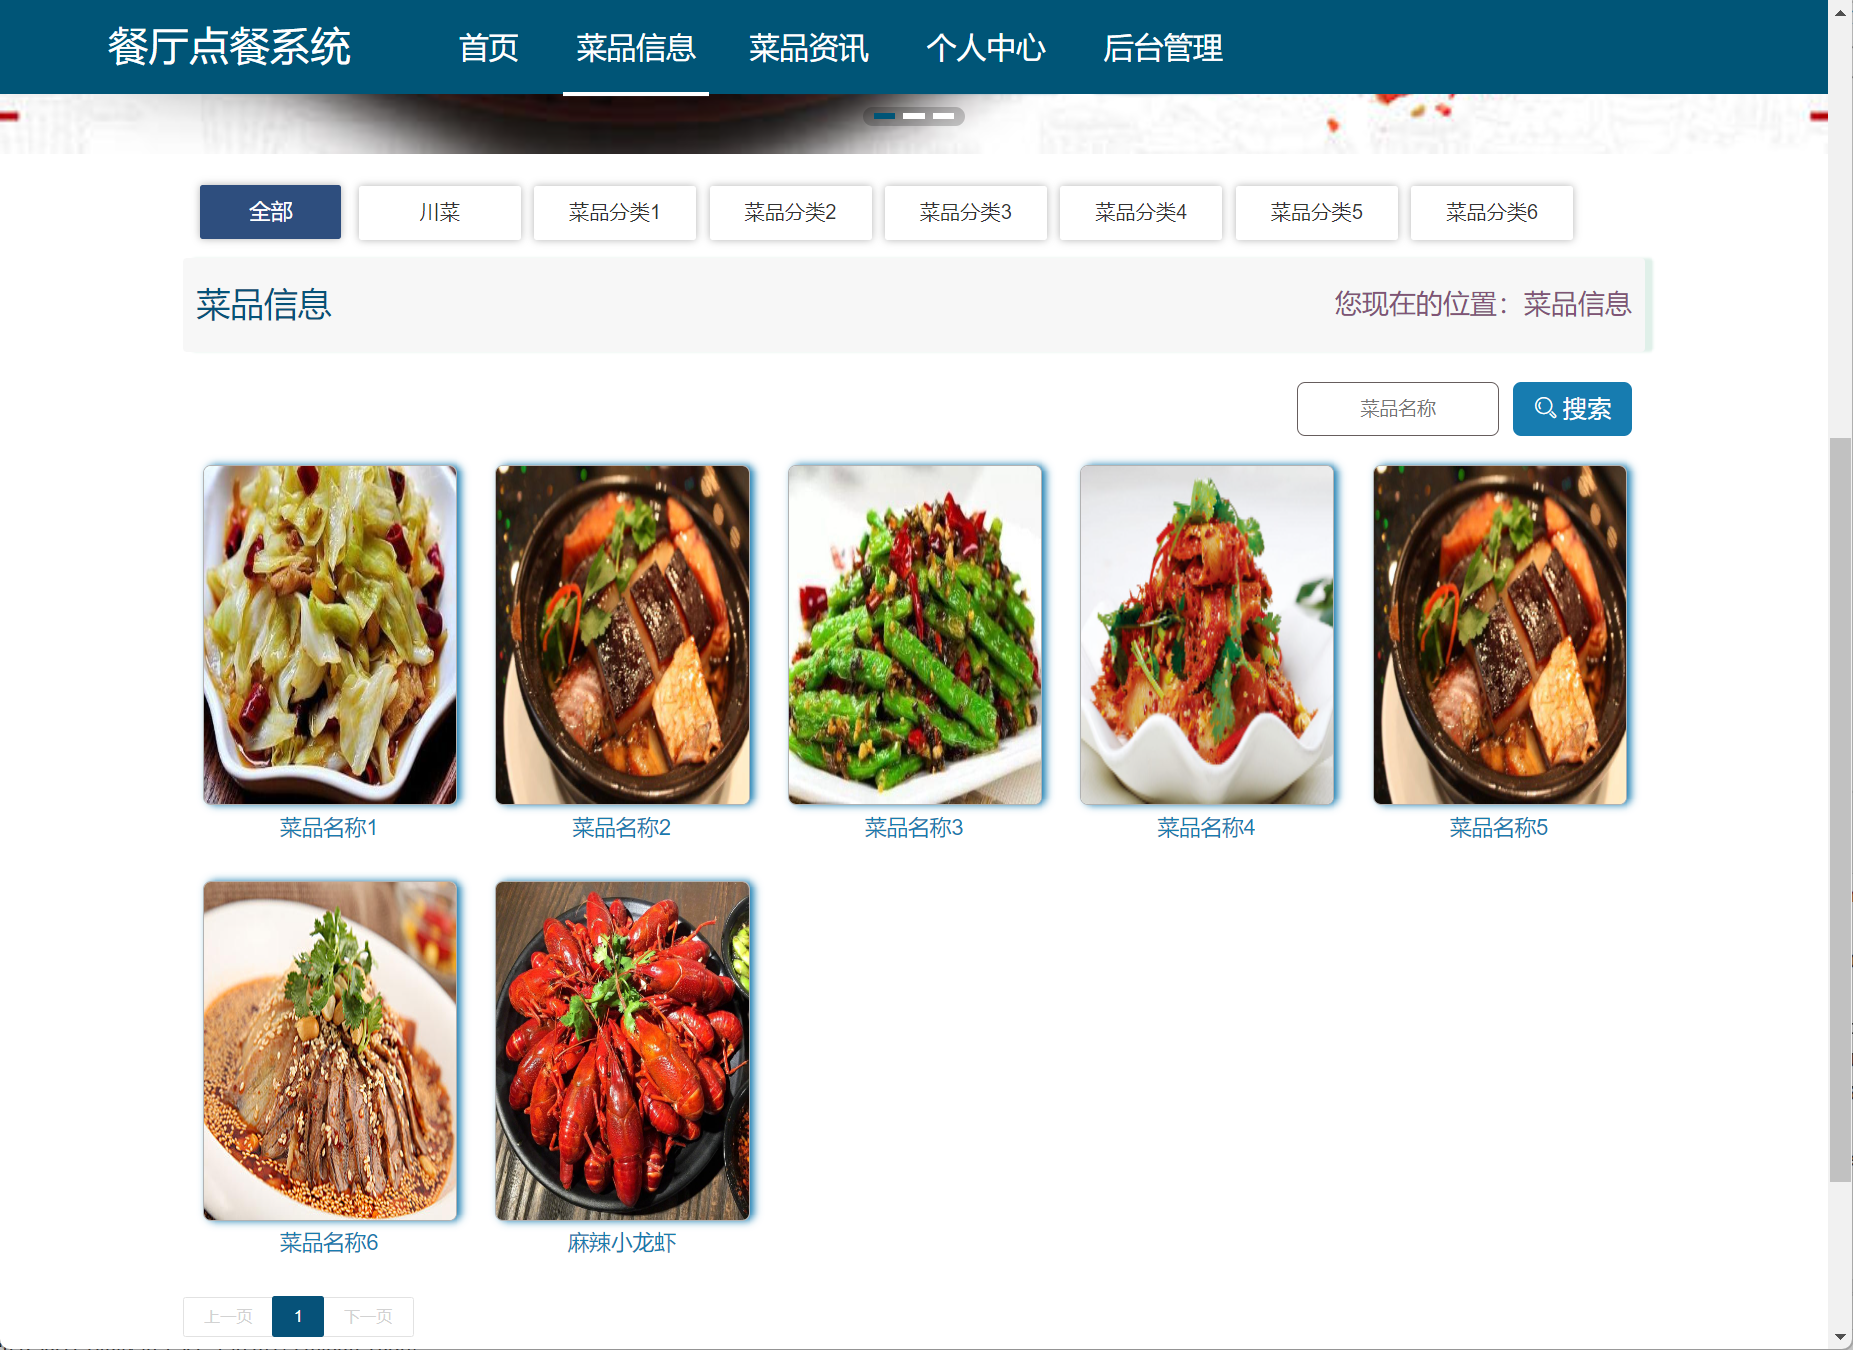 餐厅点餐系统 首页 菜品信息 菜品资讯 个人中心 后台管理
全部 川菜 菜品分类1 菜品分类2 菜品分类3 菜品分类4 菜品分类5 菜品分类6
菜品信息 您现在的位置：菜品信息
菜品名称 搜索
菜品名称1 菜品名称2 菜品名称3 菜品名称4 菜品名称5
菜品名称6 麻辣小龙虾
上一页 1 下一页